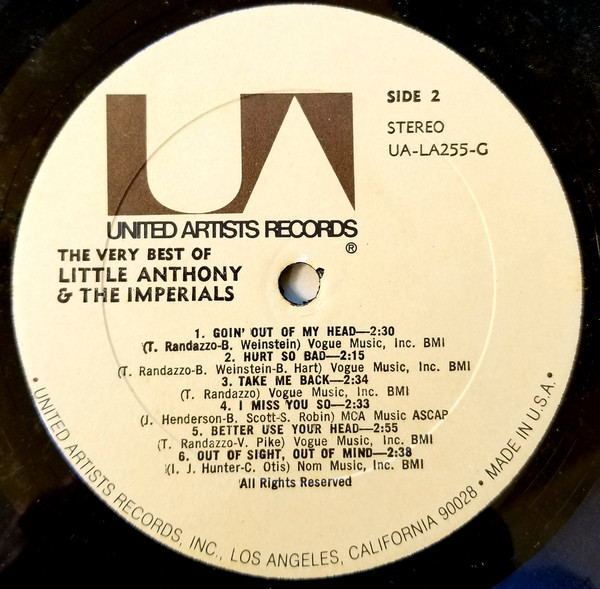 UA
SIDE 2
STEREO
UA-LA255-G
UNITED ARTISTS RECORDS
®
THE VERY BEST OF
LITTLE ANTHONY
& THE IMPERIALS
1. GOIN' OUT OF MY HEAD—2:30
(T. Randazzo-B. Weinstein) Vogue Music, Inc. BMI
2. HURT SO BAD—2:15
(T. Randazzo-B. Weinstein-B. Hart) Vogue Music, Inc. BMI
3. TAKE ME BACK—2:34
(T. Randazzo) Vogue Music, Inc. BMI
4. I MISS YOU SO—2:33
(J. Henderson-B. Scott-S. Robin) MCA Music ASCAP
5. BETTER USE YOUR HEAD—2:55
(T. Randazzo-V. Pike) Vogue Music, Inc. BMI
6. OUT OF SIGHT, OUT OF MIND—2:38
(I. J. Hunter-C. Otis) Nom Music, Inc. BMI
All Rights Reserved
• UNITED ARTISTS RECORDS, INC., LOS ANGELES, CALIFORNIA 90028 • MADE IN U.S.A. •